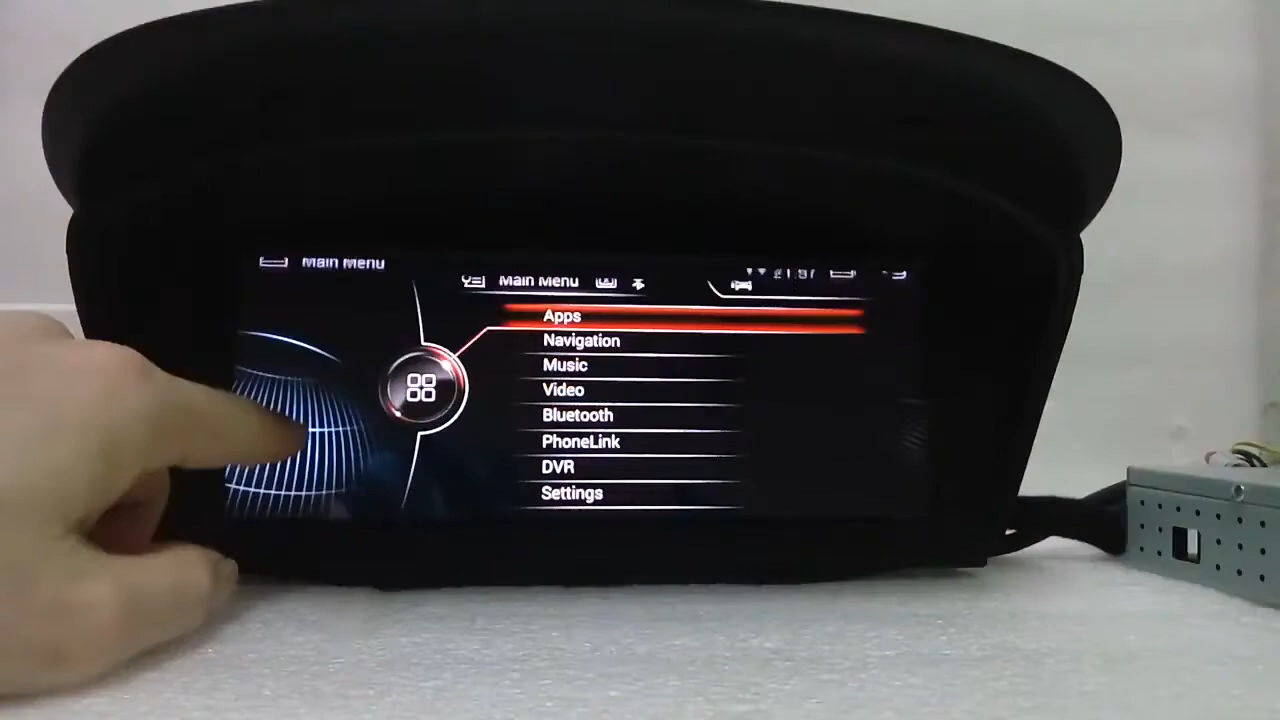 Main Menu
Main Menu
Apps
Navigation
Music
Video
Bluetooth
PhoneLink
DVR
Settings